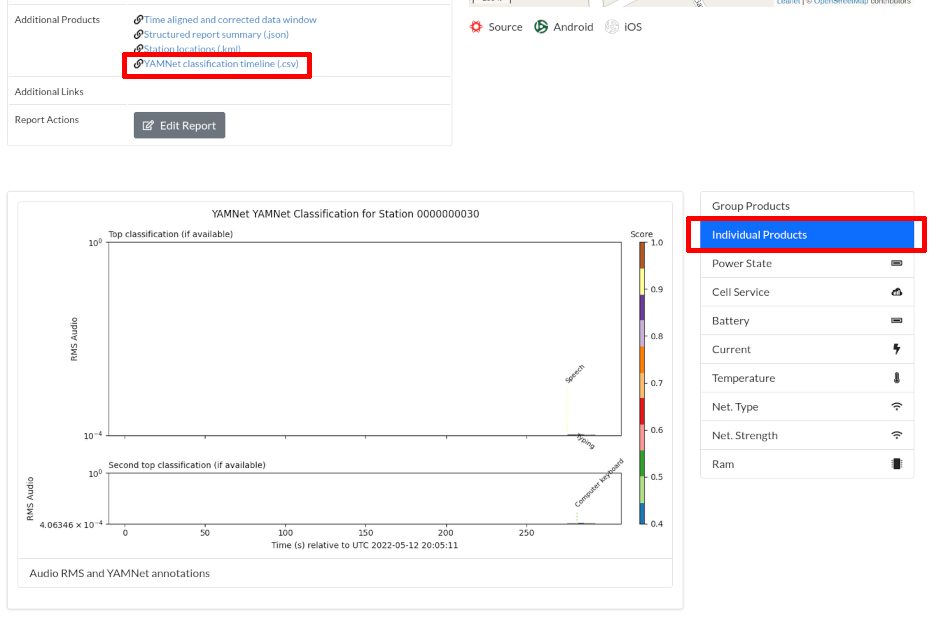 Leaflet | © OpenStreetMap contributors
Additional Products
Time aligned and corrected data window
Structured report summary (.json)
Station locations (.kml)
YAMNet classification timeline (.csv)
Additional Links
Report Actions
Edit Report
Source Android iOS
YAMNet YAMNet Classification for Station 0000000030
Top classification (if available)
Score
10⁰
RMS Audio
10⁻⁴
Speech
Typing
1.0
0.9
0.8
0.7
0.6
0.5
0.4
Second top classification (if available)
10⁰
RMS Audio
4.06346 × 10⁻⁴
Computer keyboard
0 50 100 150 200 250
Time (s) relative to UTC 2022-05-12 20:05:11
Audio RMS and YAMNet annotations
Group Products
Individual Products
Power State
Cell Service
Battery
Current
Temperature
Net. Type
Net. Strength
Ram